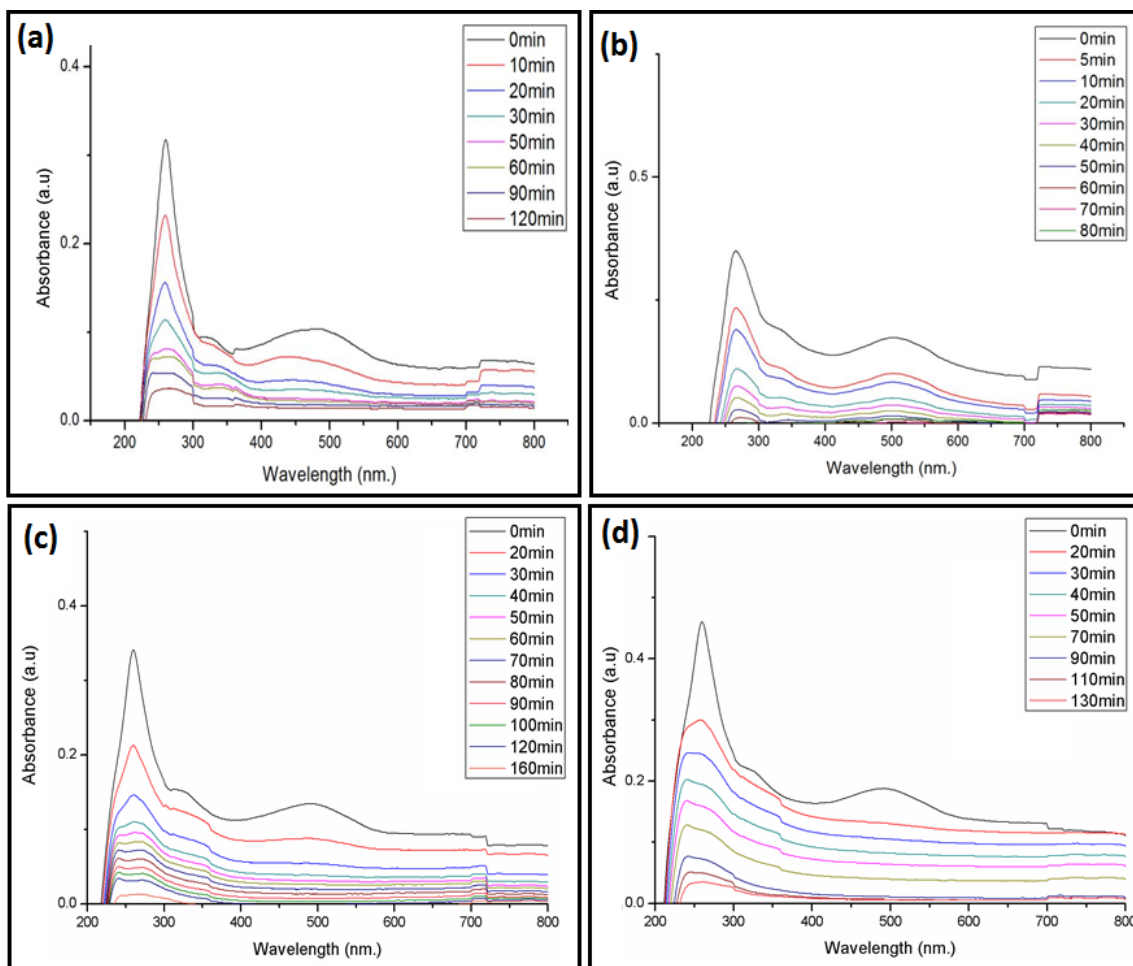 (a)
0min
10min
20min
30min
50min
60min
90min
120min
0.4
0.2
0.0
Absorbance (a.u)
200 300 400 500 600 700 800
Wavelength (nm.)
(b)
0min
5min
10min
20min
30min
40min
50min
60min
70min
80min
0.5
0.0
Absorbance (a.u)
200 300 400 500 600 700 800
Wavelength (nm.)
(c)
0min
20min
30min
40min
50min
60min
70min
80min
90min
100min
120min
160min
0.4
0.2
0.0
Absorbance (a.u)
200 300 400 500 600 700 800
Wavelength (nm.)
(d)
0min
20min
30min
40min
50min
70min
90min
110min
130min
0.4
0.2
0.0
Absorbance (a.u)
200 300 400 500 600 700 800
Wavelength (nm.)